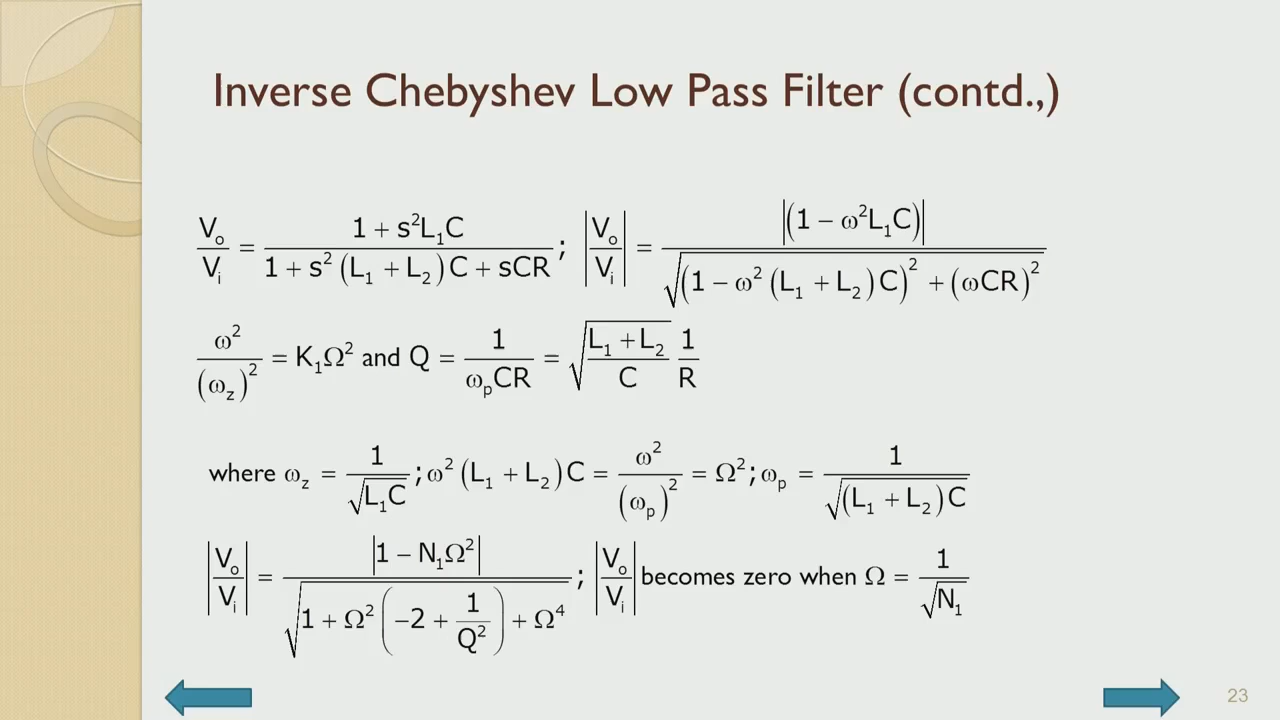 Inverse Chebyshev Low Pass Filter (contd.,)
V_o/V_i = (1 + s²L₁C)/(1 + s²(L₁ + L₂)C + sCR) ; |V_o/V_i| = |(1 − ω²L₁C)|/√((1 − ω²(L₁ + L₂)C)² + (ωCR)²)
ω²/(ω_z)² = K₁Ω² and Q = 1/(ω_pCR) = √((L₁ + L₂)/C) 1/R
where ω_z = 1/√(L₁C) ; ω²(L₁ + L₂)C = ω²/(ω_p)² = Ω² ; ω_p = 1/√((L₁ + L₂)C)
|V_o/V_i| = |1 − N₁Ω²|/√(1 + Ω²(−2 + 1/Q²) + Ω⁴) ; |V_o/V_i| becomes zero when Ω = 1/√N₁
23